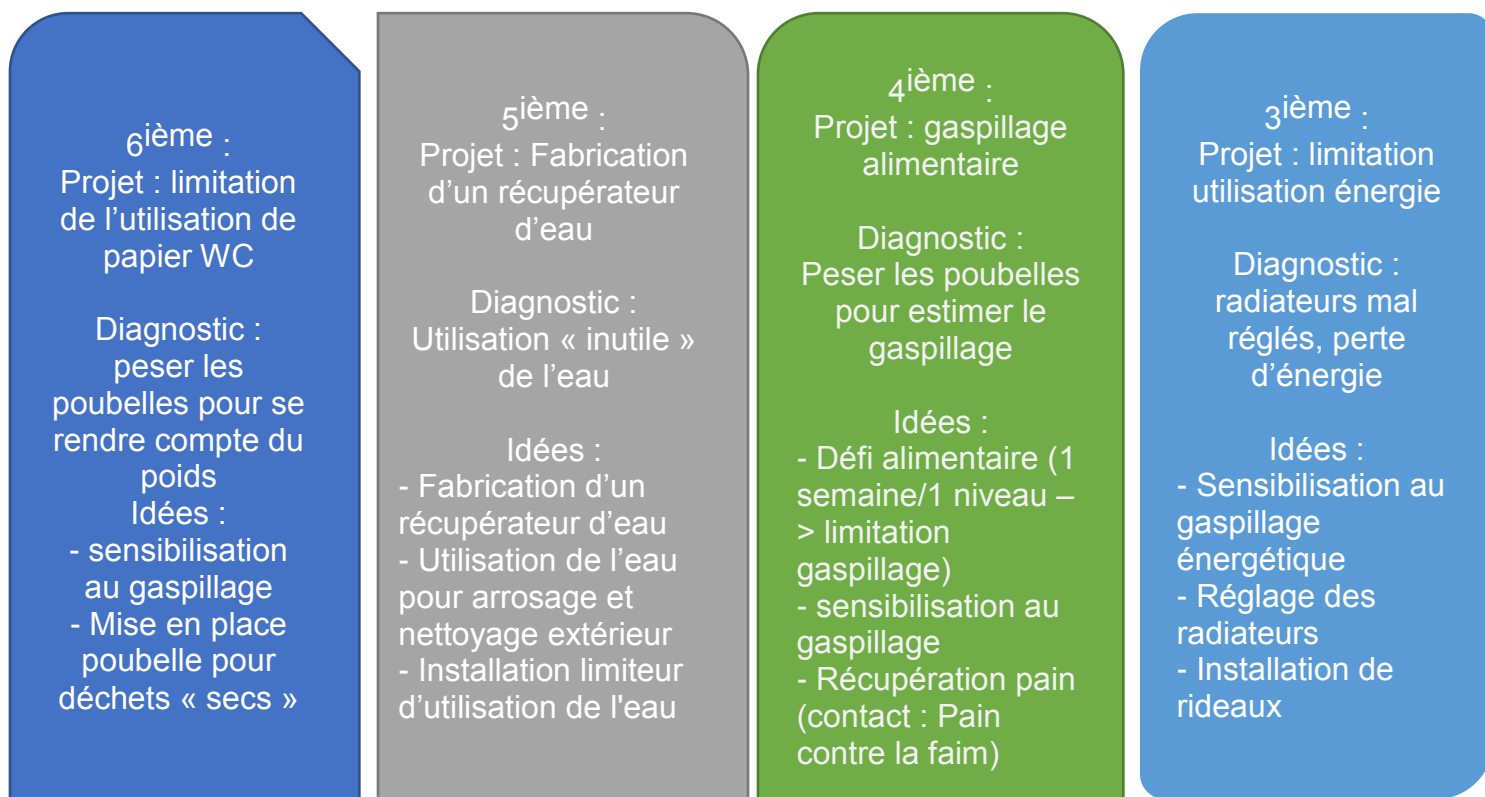 6ième :
Projet : limitation
de l’utilisation de
papier WC
Diagnostic :
peser les
poubelles pour se
rendre compte du
poids
Idées :
- sensibilisation
au gaspillage
- Mise en place
poubelle pour
déchets « secs »
5ième :
Projet : Fabrication
d’un récupérateur
d’eau
Diagnostic :
Utilisation « inutile »
de l’eau
Idées :
- Fabrication d’un
récupérateur d’eau
- Utilisation de l’eau
pour arrosage et
nettoyage extérieur
- Installation limiteur
d’utilisation de l'eau
4ième :
Projet : gaspillage
alimentaire
Diagnostic :
Peser les poubelles
pour estimer le
gaspillage
Idées :
- Défi alimentaire (1
semaine/1 niveau –
> limitation
gaspillage)
- sensibilisation au
gaspillage
- Récupération pain
(contact : Pain
contre la faim)
3ième :
Projet : limitation
utilisation énergie
Diagnostic :
radiateurs mal
réglés, perte
d’énergie
Idées :
- Sensibilisation au
gaspillage
énergétique
- Réglage des
radiateurs
- Installation de
rideaux